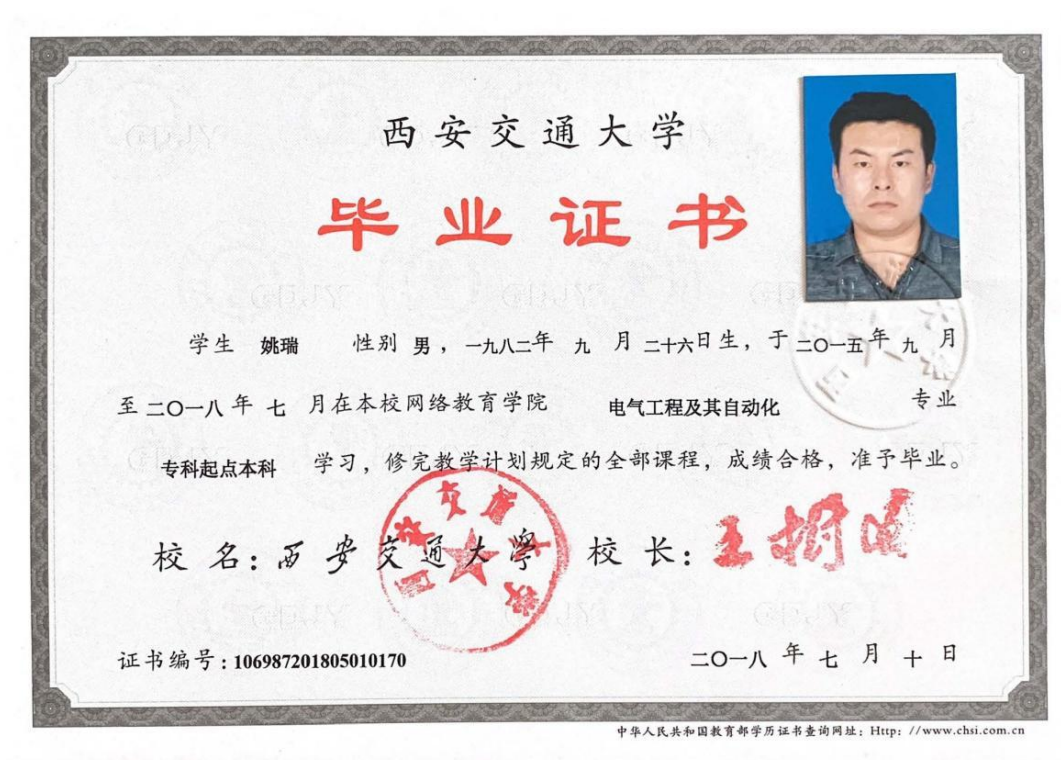 西安交通大学
毕业证书
学生 姚瑞 性别 男，一九八二年 九 月 二十六日生，于 二〇一五年 九 月
至 二〇一八 年 七 月在本校网络教育学院 电气工程及其自动化 专业
专科起点本科 学习，修完教学计划规定的全部课程，成绩合格，准予毕业。
校 名：西安交通大學 校 长：王树国
西安交通大学
证书编号：106987201805010170
二〇一八 年 七 月 十 日
中华人民共和国教育部学历证书查询网址：Http：//www.chsi.com.cn